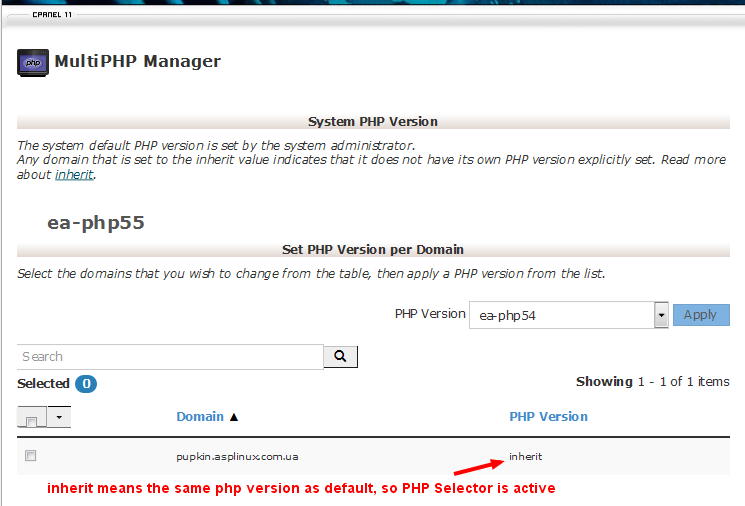 CPANEL 11
php
MultiPHP Manager
System PHP Version
The system default PHP version is set by the system administrator.
Any domain that is set to the inherit value indicates that it does not have its own PHP version explicitly set. Read more
about inherit.
ea-php55
Set PHP Version per Domain
Select the domains that you wish to change from the table, then apply a PHP version from the list.
PHP Version ea-php54 Apply
Search
Selected 0 Showing 1 - 1 of 1 items
Domain ▲ PHP Version
pupkin.asplinux.com.ua inherit
inherit means the same php version as default, so PHP Selector is active